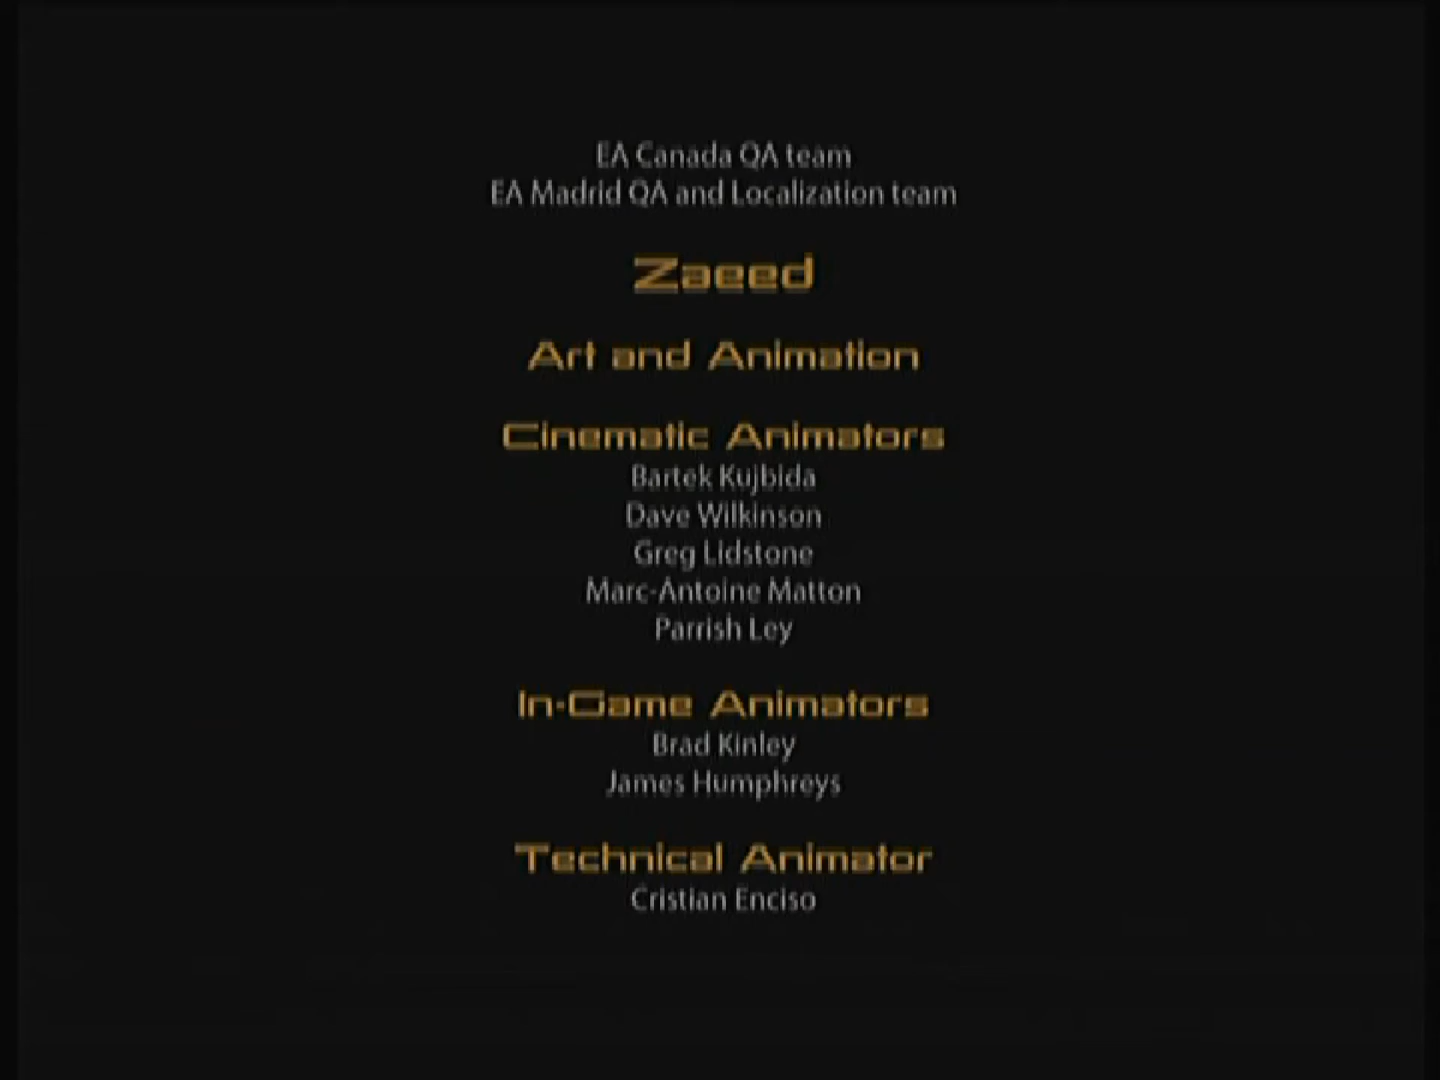 EA Canada QA team
EA Madrid QA and Localization team
Zaeed
Art and Animation
Cinematic Animators
Bartek Kujbida
Dave Wilkinson
Greg Lidstone
Marc-Antoine Matton
Parrish Ley
In-Game Animators
Brad Kinley
James Humphreys
Technical Animator
Cristian Enciso